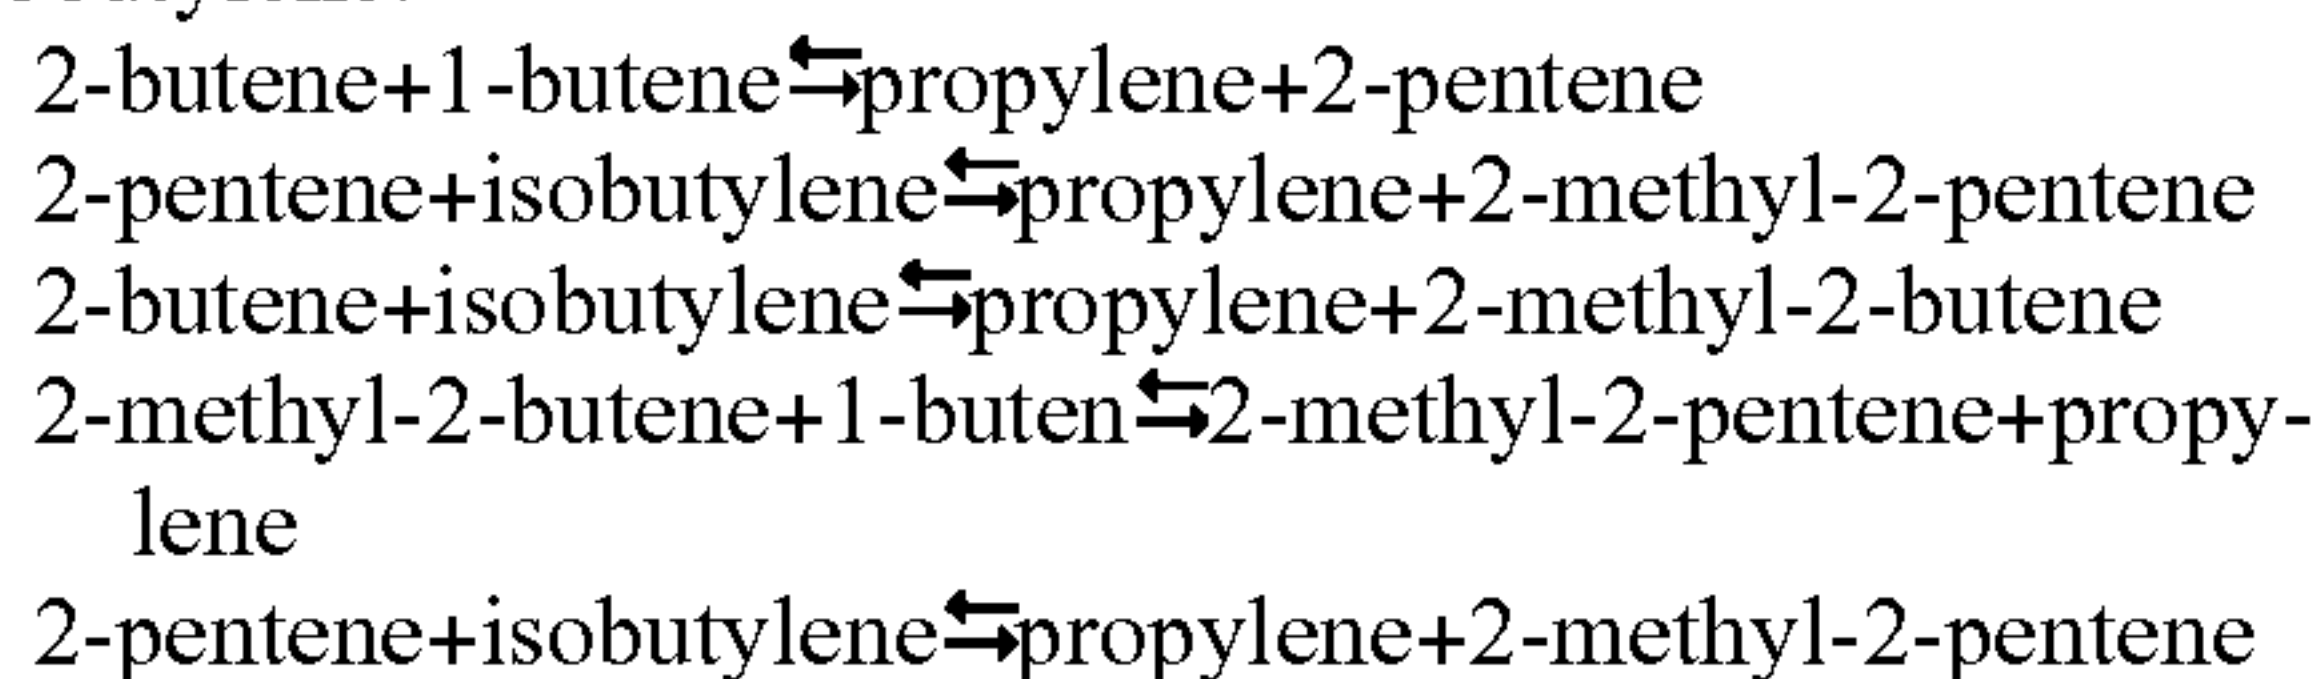 2-butene+1-butene⇆propylene+2-pentene
2-pentene+isobutylene⇆propylene+2-methyl-2-pentene
2-butene+isobutylene⇆propylene+2-methyl-2-butene
2-methyl-2-butene+1-buten⇆2-methyl-2-pentene+propy-
lene
2-pentene+isobutylene⇆propylene+2-methyl-2-pentene